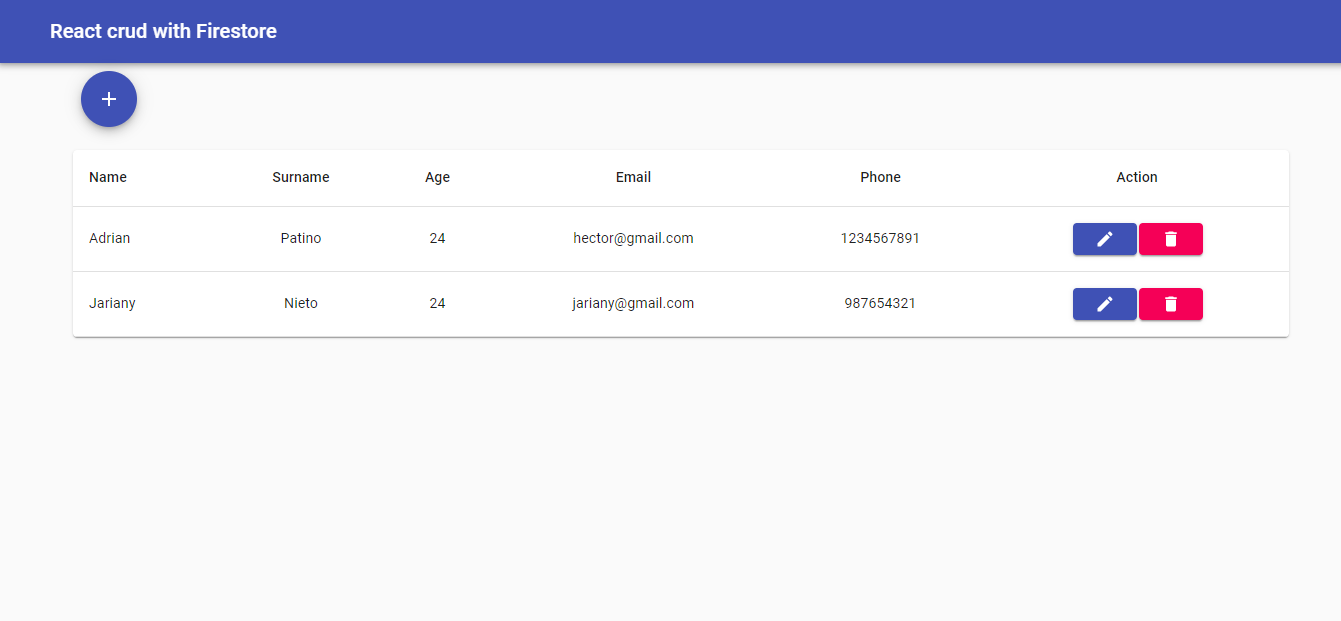 React crud with Firestore
Name Surname Age Email Phone Action
Adrian Patino 24 hector@gmail.com 1234567891
Jariany Nieto 24 jariany@gmail.com 987654321